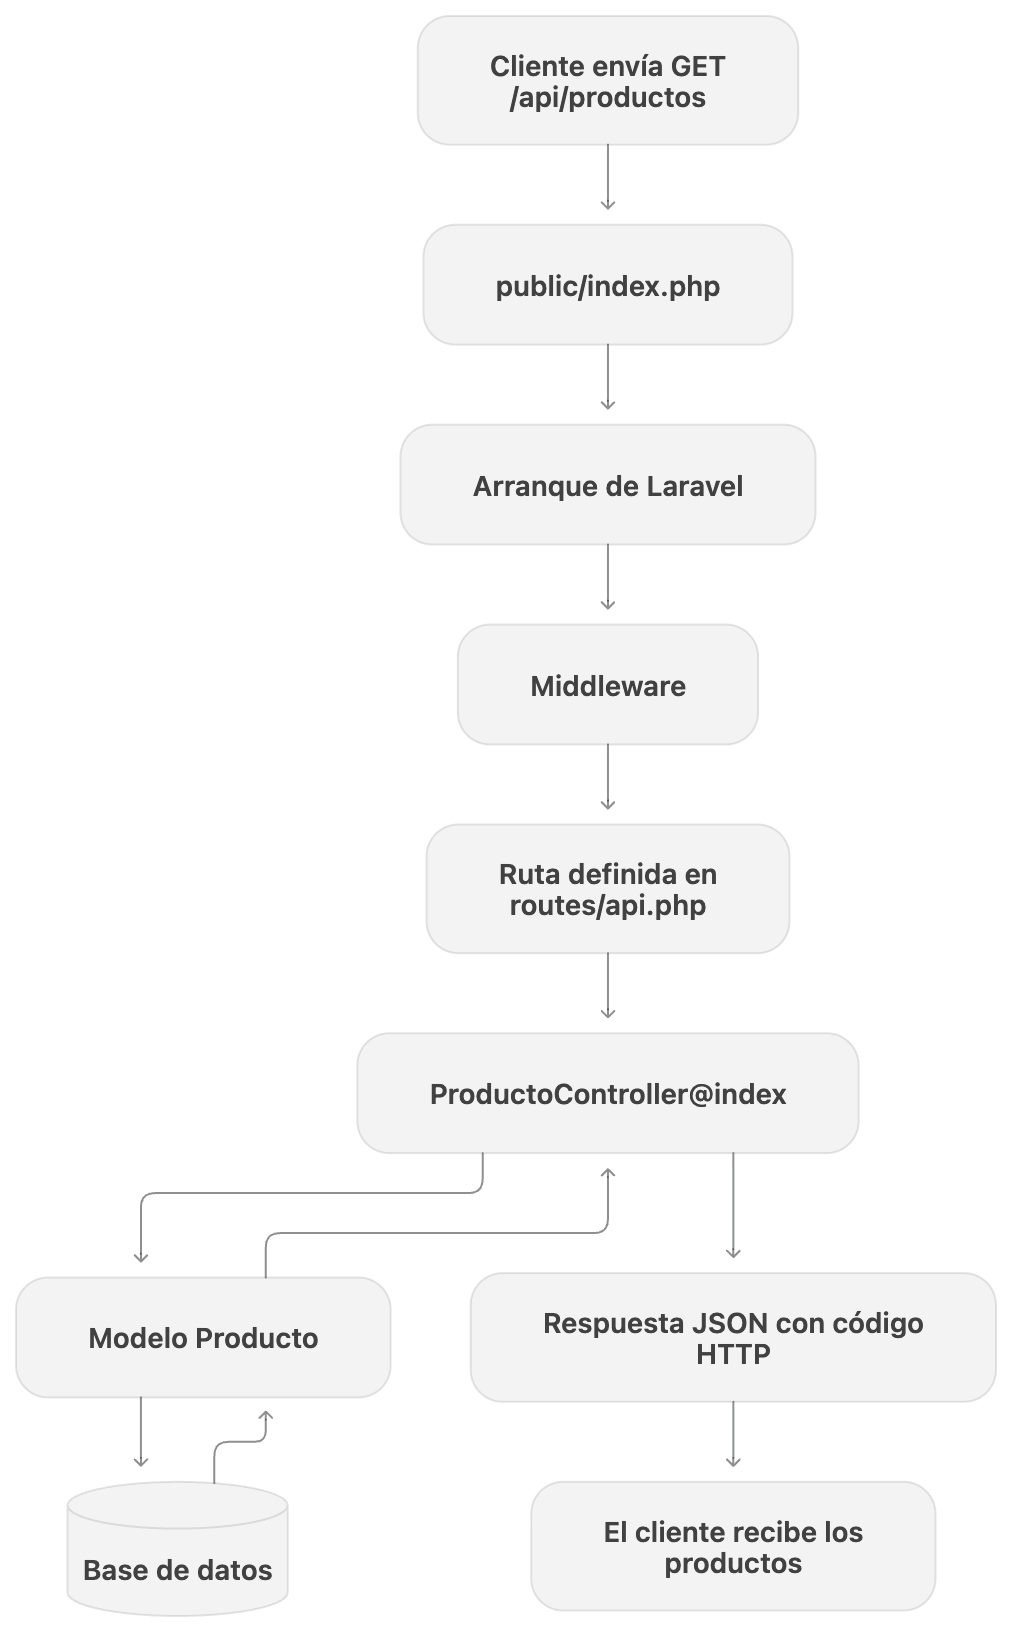 Cliente envía GET
/api/productos
public/index.php
Arranque de Laravel
Middleware
Ruta definida en
routes/api.php
ProductoController@index
Modelo Producto
Respuesta JSON con código
HTTP
Base de datos
El cliente recibe los
productos